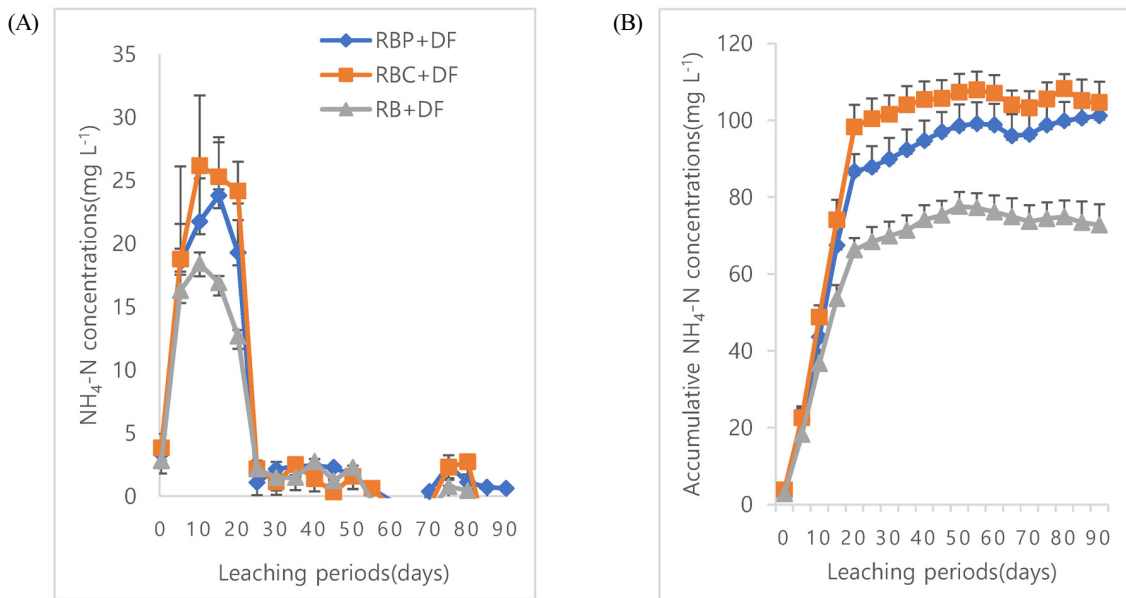 (A)
NH₄-N concentrations(mg L⁻¹)
35
30
25
20
15
10
5
0
RBP+DF
RBC+DF
RB+DF
0 10 20 30 40 50 60 70 80 90
Leaching periods(days)
(B)
Accumulative NH₄-N concentrations(mg L⁻¹)
120
100
80
60
40
20
0
0 10 20 30 40 50 60 70 80 90
Leaching periods(days)